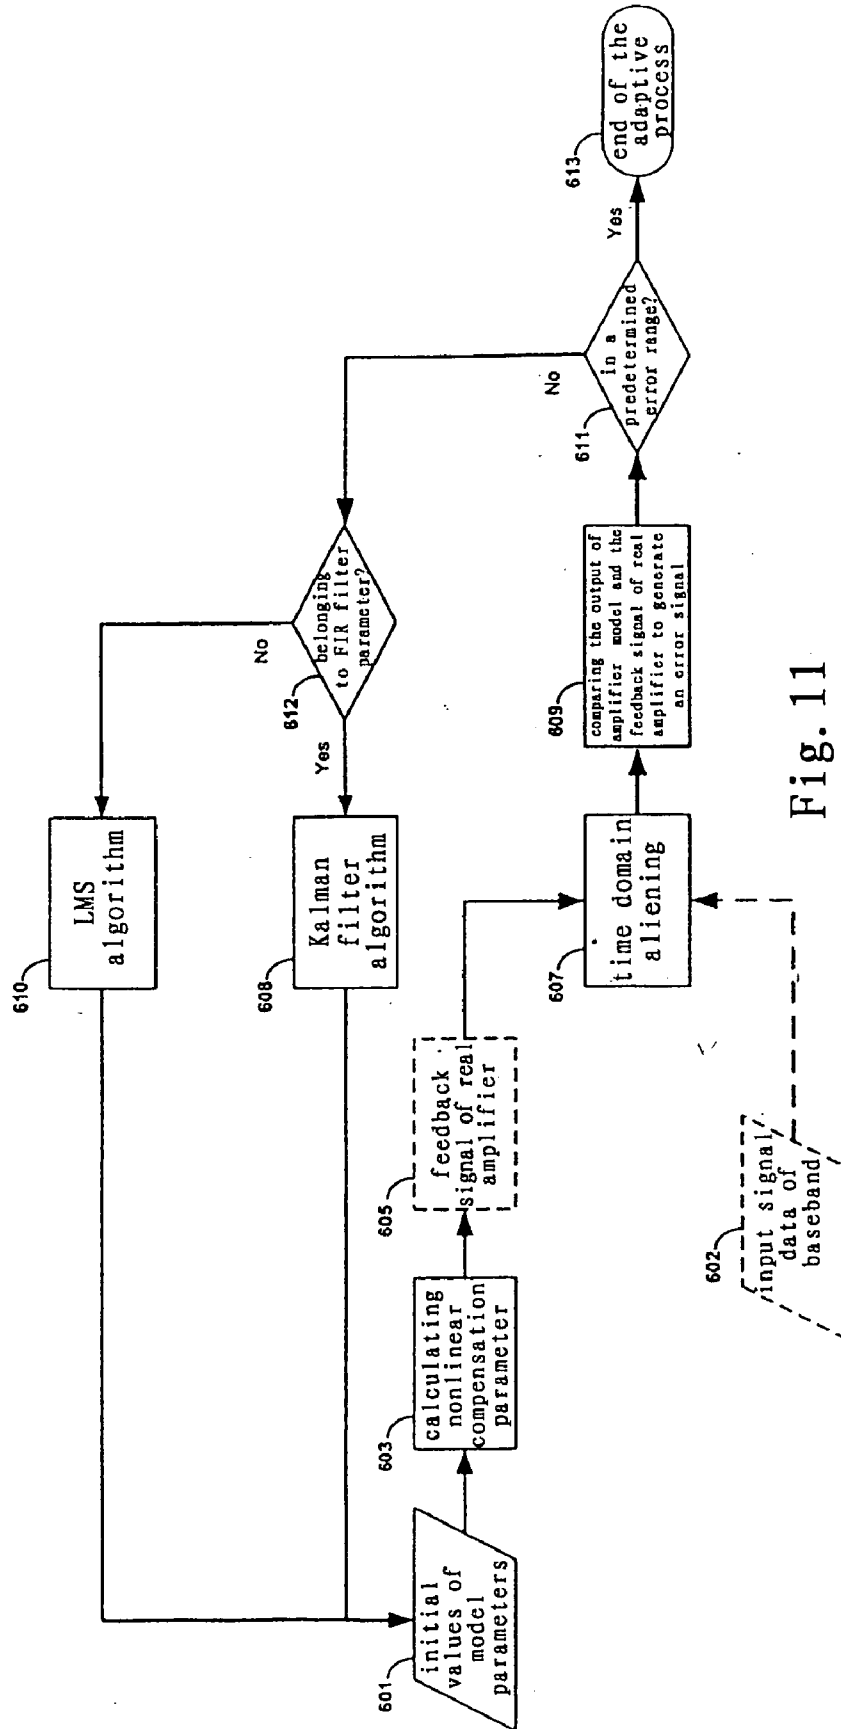 610
LMS
algorithm
No
612
belonging
to FIR filter
parameter?
Yes
608
Kalman
filter
algorithm
601
initial
values of
model
parameters
603
calculating
nonlinear
compensation
parameter
605
feedback
signal of real
amplifier
602
input signal
data of
baseband
607
time domain
aliening
609
comparing the output of
amplifier model and the
feedback signal of real
amplifier to generate
an error signal
611
in a
predetermined
error range?
No
Yes
613
end of the
adaptive
process
Fig. 11